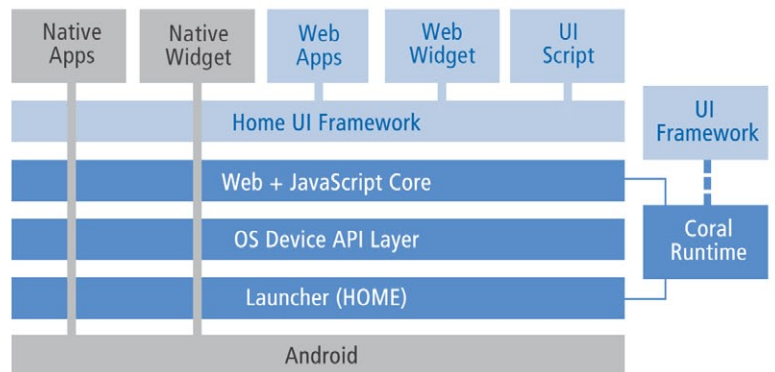 Native
Apps
Native
Widget
Web
Apps
Web
Widget
UI
Script
Home UI Framework
UI
Framework
Web + JavaScript Core
OS Device API Layer
Coral
Runtime
Launcher (HOME)
Android